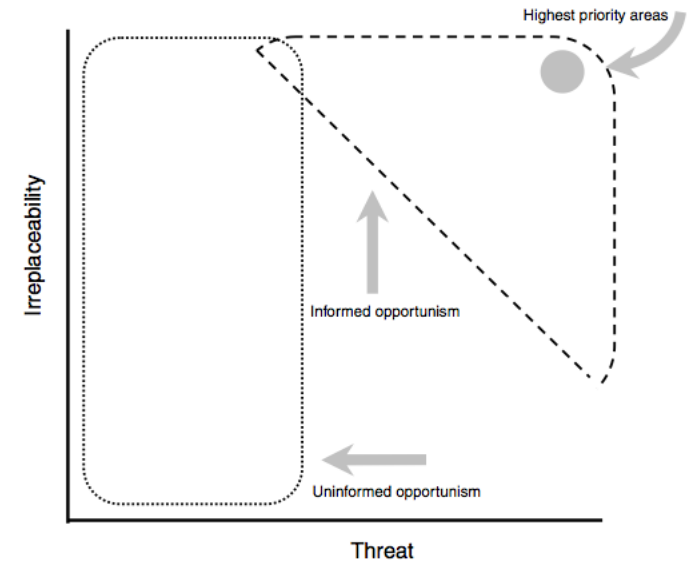 Highest priority areas
Irreplaceability
Informed opportunism
Uninformed opportunism
Threat